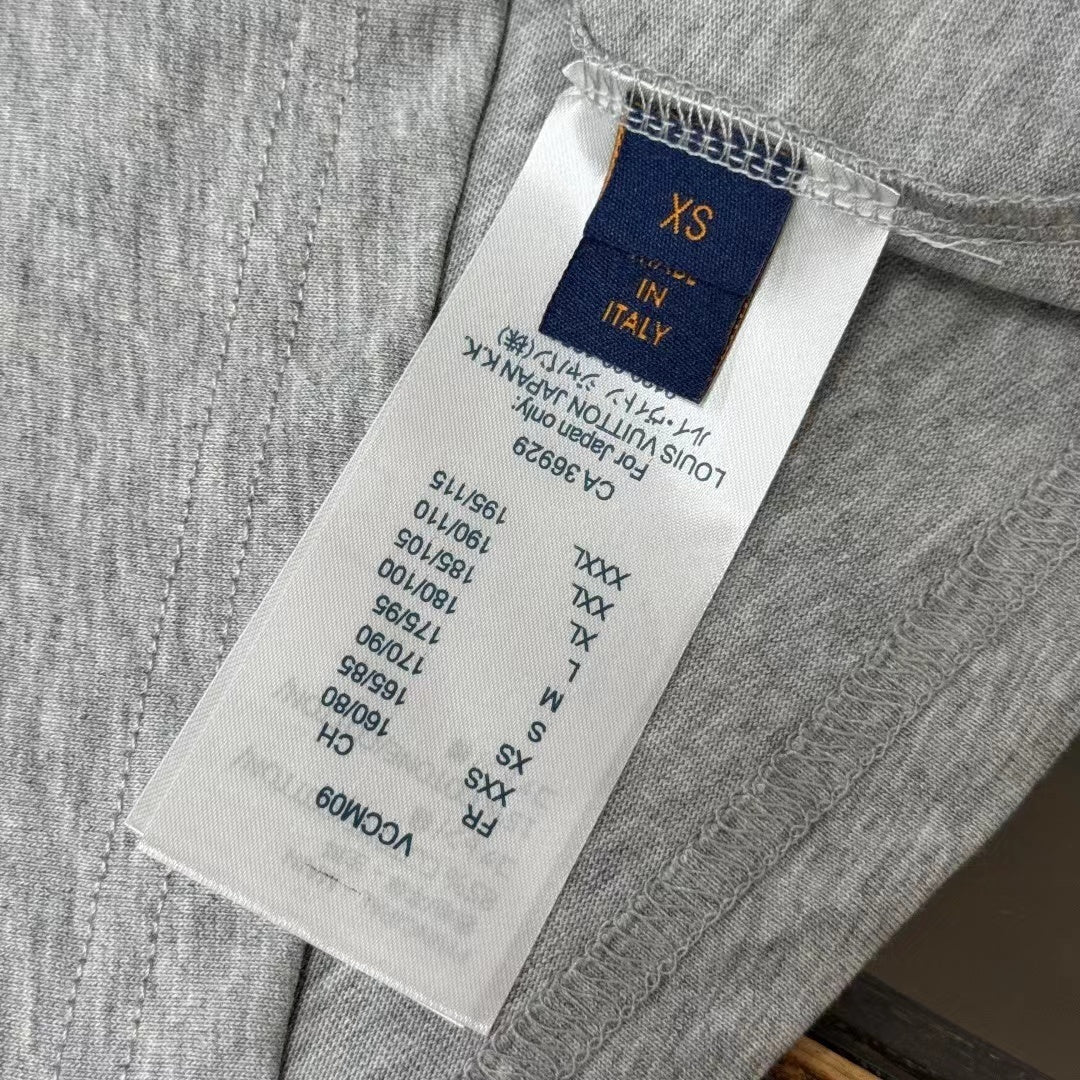 XS
IN
ITALY
VCCM09
FR CH
XXS 160/80
XS 165/85
S 170/90
M 175/95
L 180/100
XL 185/105
XXL 190/110
XXXL 195/115
CA36929
For Japan only:
LOUIS VUITTON JAPAN K.K.
ルイ・ヴィトン ジャパン(株)